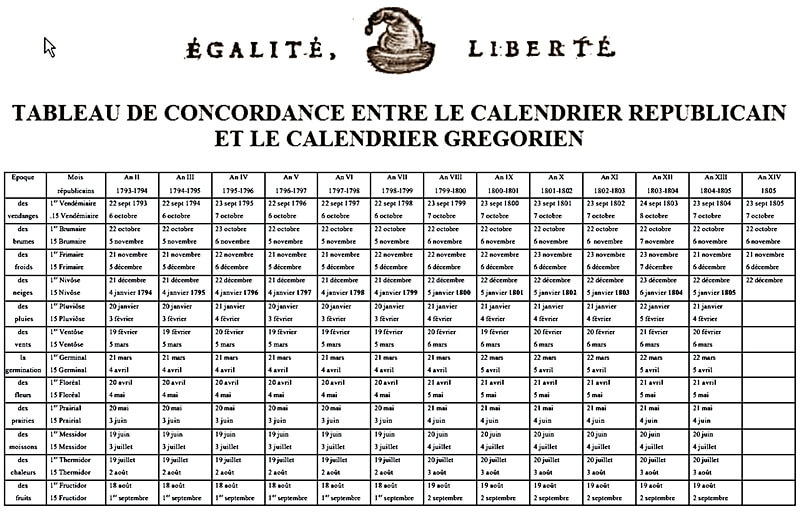 ÉGALITÉ, LIBERTÉ.
TABLEAU DE CONCORDANCE ENTRE LE CALENDRIER REPUBLICAIN
ET LE CALENDRIER GREGORIEN
Epoque Mois An II An III An IV An V An VI An VII An VIII An IX An X An XI An XII An XIII An XIV
républicains 1793-1794 1794-1795 1795-1796 1796-1797 1797-1798 1798-1799 1799-1800 1800-1801 1801-1802 1802-1803 1803-1804 1804-1805 1805
des 1er Vendémiaire 22 sept 1793 22 sept 1794 23 sept 1795 22 sept 1796 22 sept 1797 22 sept 1798 23 sept 1799 23 sept 1800 23 sept 1801 23 sept 1802 24 sept 1803 23 sept 1804 23 sept 1805
vendanges .15 Vendémiaire 6 octobre 6 octobre 7 octobre 6 octobre 6 octobre 6 octobre 7 octobre 7 octobre 7 octobre 7 octobre 8 octobre 7 octobre 7 octobre
des 1er Brumaire 22 octobre 22 octobre 23 octobre 22 octobre 22 octobre 22 octobre 22 octobre 22 octobre 22 octobre 22 octobre 22 octobre 22 octobre 23 octobre
brumes 15 Brumaire 5 novembre 5 novembre 6 novembre 5 novembre 5 novembre 5 novembre 6 novembre 6 novembre 6 novembre 6 novembre 7 novembre 6 novembre 6 novembre
des 1er Frimaire 21 novembre 21 novembre 22 novembre 21 novembre 21 novembre 21 novembre 22 novembre 22 novembre 23 novembre 22 novembre 23 novembre 22 novembre 22 novembre
froids 15 Frimaire 5 décembre 5 décembre 6 décembre 5 décembre 5 décembre 5 décembre 6 décembre 6 décembre 6 décembre 6 décembre 7 décembre 6 décembre 6 décembre
des 1er Nivôse 21 décembre 21 décembre 22 décembre 21 décembre 21 décembre 21 décembre 22 décembre 22 décembre 22 décembre 22 décembre 23 décembre 22 décembre 22 décembre
neiges 15 Nivôse 4 janvier 1794 4 janvier 1795 4 janvier 1796 4 janvier 1797 4 janvier 1798 4 janvier 1799 5 janvier 1800 5 janvier 1801 5 janvier 1802 5 janvier 1803 6 janvier 1804 5 janvier 1805
des 1er Pluviôse 20 janvier 20 janvier 21 janvier 20 janvier 20 janvier 20 janvier 21 janvier 21 janvier 21 janvier 21 janvier 22 janvier 21 janvier
pluies 15 Pluviôse 3 février 3 février 4 février 3 février 3 février 3 février 4 février 4 février 4 février 4 février 5 février 4 février
des 1er Ventôse 19 février 19 février 20 février 19 février 19 février 19 février 20 février 19 février 20 février 20 février 21 février 20 février
vents 15 Ventôse 5 mars 5 mars 5 mars 5 mars 5 mars 5 mars 6 mars 6 mars 6 mars 6 mars 6 mars 6 mars
la 1er Germinal 21 mars 21 mars 21 mars 21 mars 21 mars 21 mars 22 mars 22 mars 22 mars 22 mars 22 mars 22 mars
germination 15 Germinal 4 avril 4 avril 4 avril 4 avril 4 avril 4 avril 5 avril 5 avril 5 avril 5 avril 5 avril 5 avril
des 1er Floréal 20 avril 20 avril 20 avril 20 avril 20 avril 20 avril 21 avril 21 avril 21 avril 21 avril 21 avril 21 avril
fleurs 15 Floréal 4 mai 4 mai 4 mai 4 mai 4 mai 4 mai 5 mai 5 mai 5 mai 5 mai 5 mai 5 mai
des 1er Prairial 20 mai 20 mai 20 mai 20 mai 20 mai 20 mai 21 mai 21 mai 21 mai 21 mai 21 mai 21 mai
prairies 15 Prairial 3 juin 3 juin 3 juin 3 juin 3 juin 3 juin 4 juin 4 juin 4 juin 4 juin 4 juin 4 juin
des 1er Messidor 19 juin 19 juin 19 juin 19 juin 19 juin 19 juin 20 juin 20 juin 20 juin 20 juin 20 juin 20 juin
moissons 15 Messidor 3 juillet 3 juillet 3 juillet 3 juillet 3 juillet 3 juillet 4 juillet 4 juillet 4 juillet 4 juillet 4 juillet 4 juillet
des 1er Thermidor 19 juillet 19 juillet 19 juillet 19 juillet 19 juillet 19 juillet 20 juillet 20 juillet 20 juillet 20 juillet 20 juillet 20 juillet
chaleurs 15 Thermidor 2 août 2 août 2 août 2 août 2 août 2 août 3 août 3 août 3 août 3 août 3 août 3 août
des 1er Fructidor 18 août 18 août 18 août 18 août 18 août 18 août 19 août 19 août 19 août 19 août 19 août 19 août
fruits 15 Fructidor 1er septembre 1er septembre 1er septembre 1er septembre 1er septembre 1er septembre 2 septembre 2 septembre 2 septembre 2 septembre 2 septembre 2 septembre